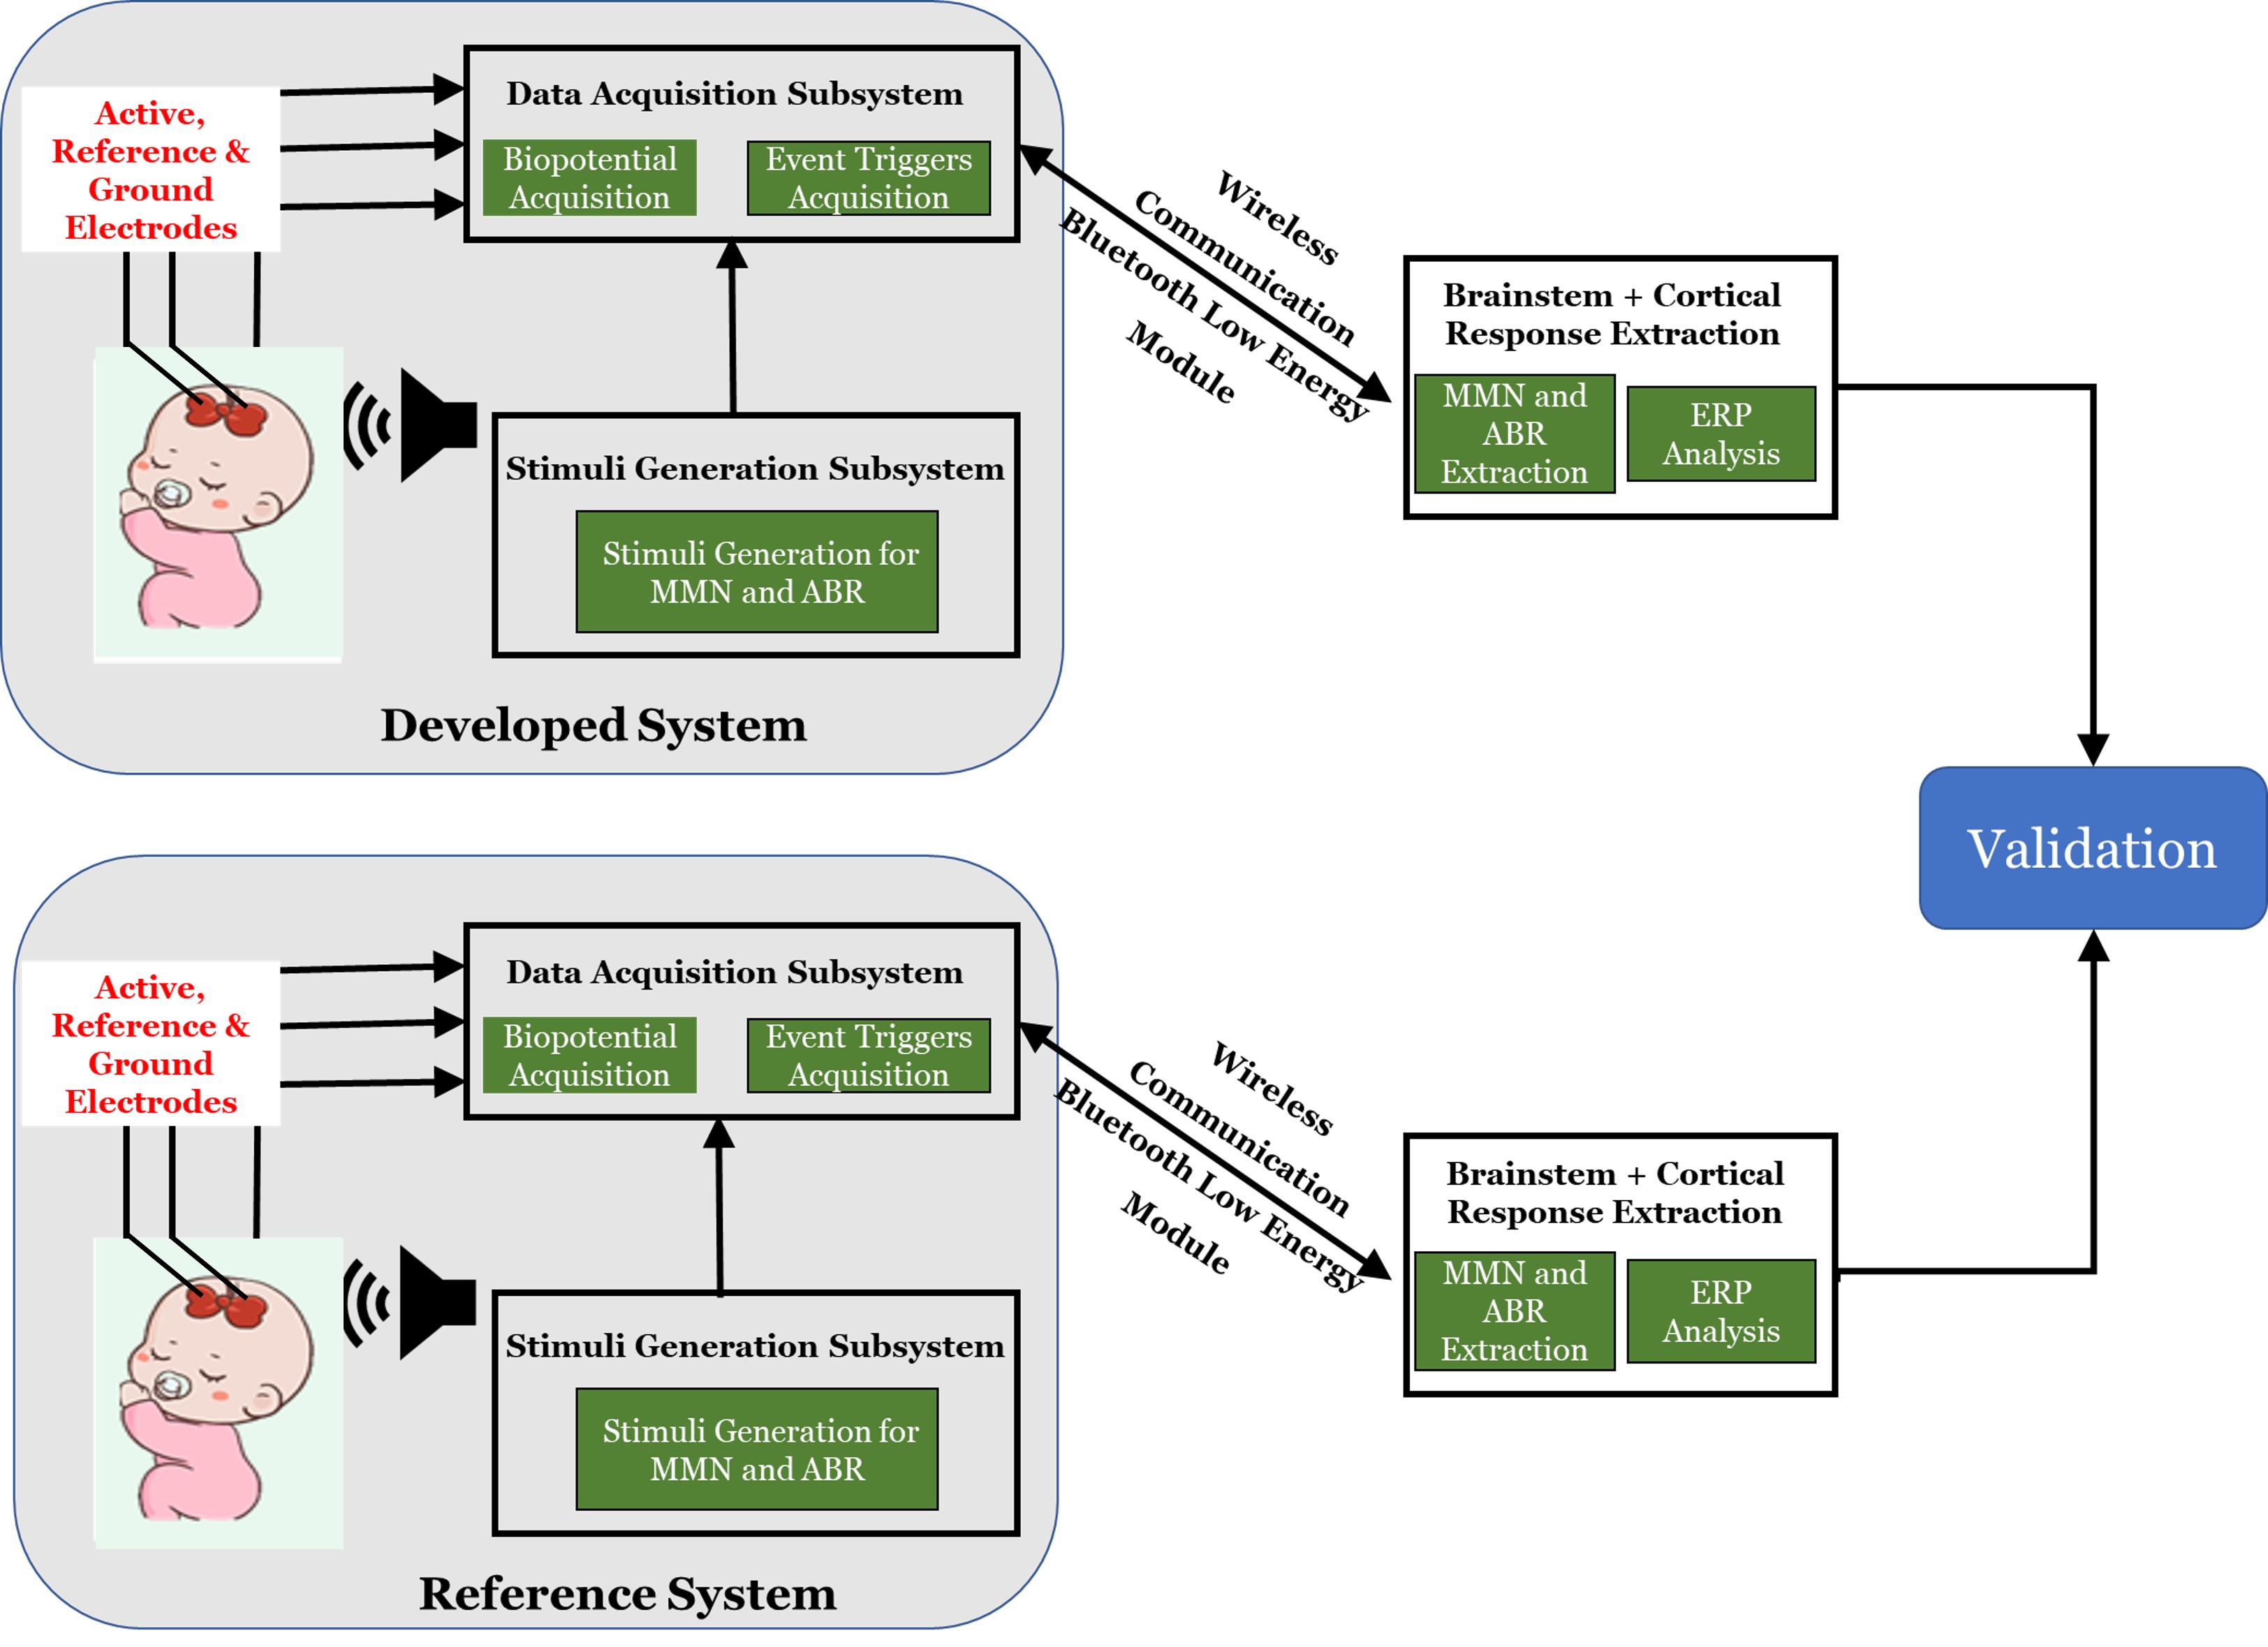 Active,
Reference &
Ground
Electrodes
Data Acquisition Subsystem
Biopotential
Acquisition
Event Triggers
Acquisition
Stimuli Generation Subsystem
Stimuli Generation for
MMN and ABR
Developed System
Wireless
Communication
Bluetooth Low Energy
Module
Brainstem + Cortical
Response Extraction
MMN and
ABR
Extraction
ERP
Analysis
Validation
Active,
Reference &
Ground
Electrodes
Data Acquisition Subsystem
Biopotential
Acquisition
Event Triggers
Acquisition
Stimuli Generation Subsystem
Stimuli Generation for
MMN and ABR
Reference System
Wireless
Communication
Bluetooth Low Energy
Module
Brainstem + Cortical
Response Extraction
MMN and
ABR
Extraction
ERP
Analysis